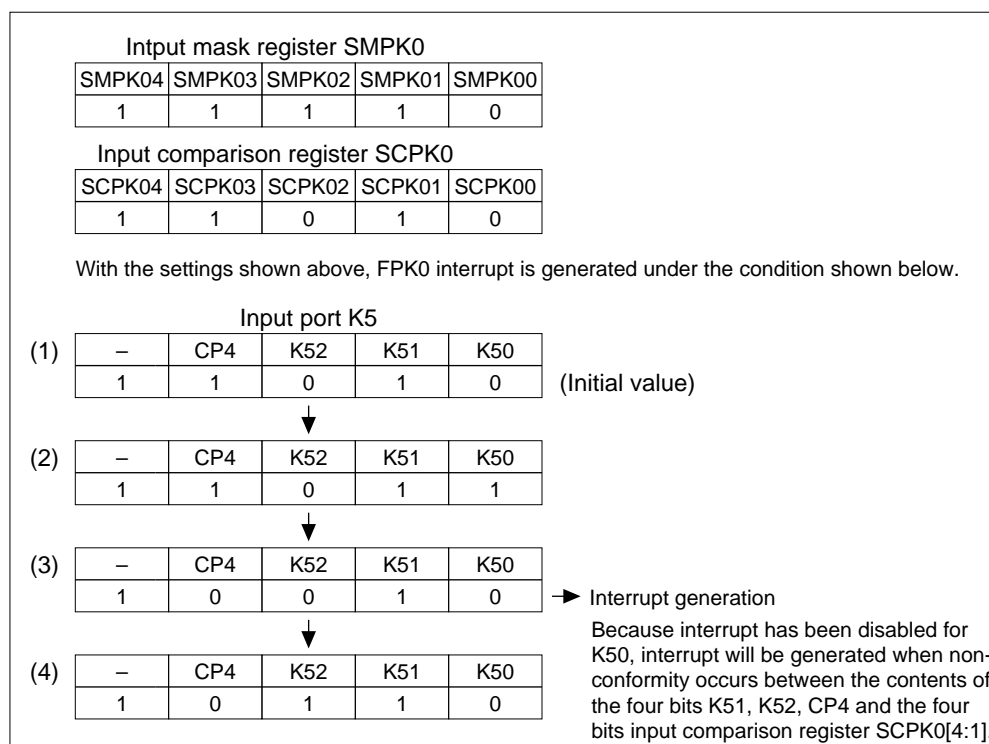 Intput mask register SMPK0
SMPK04 SMPK03 SMPK02 SMPK01 SMPK00
1 1 1 1 0
Input comparison register SCPK0
SCPK04 SCPK03 SCPK02 SCPK01 SCPK00
1 1 0 1 0
With the settings shown above, FPK0 interrupt is generated under the condition shown below.
Input port K5
(1) – CP4 K52 K51 K50
1 1 0 1 0 (Initial value)
(2) – CP4 K52 K51 K50
1 1 0 1 1
(3) – CP4 K52 K51 K50
1 0 0 1 0 Interrupt generation
Because interrupt has been disabled for
K50, interrupt will be generated when non-
conformity occurs between the contents of
the four bits K51, K52, CP4 and the four
bits input comparison register SCPK0[4:1]
(4) – CP4 K52 K51 K50
1 0 1 1 0